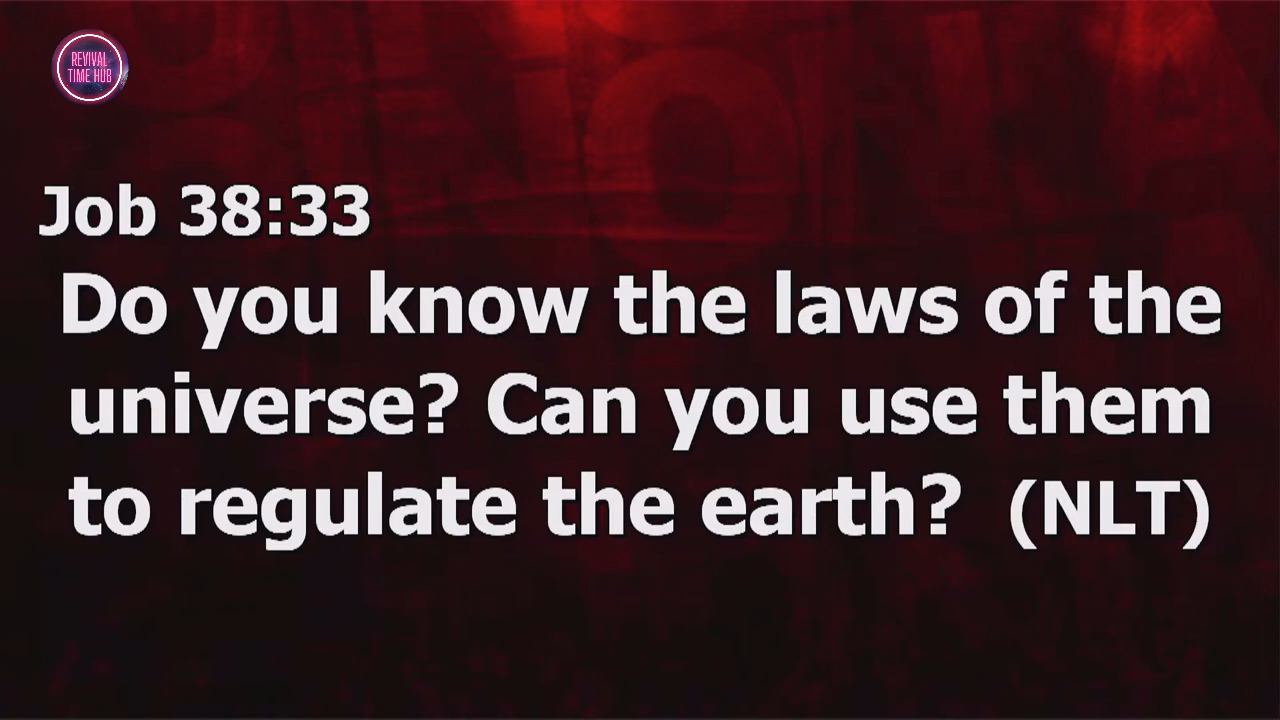 REVIVAL
TIME HUB
Job 38:33
Do you know the laws of the
universe? Can you use them
to regulate the earth? (NLT)